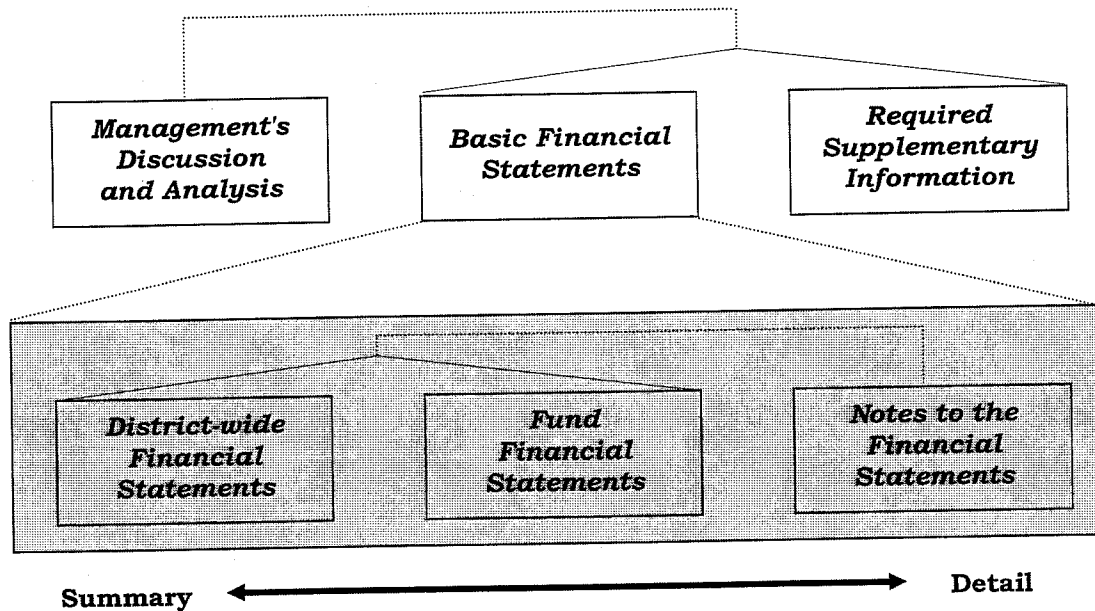 Management's
Discussion
and Analysis
Basic Financial
Statements
Required
Supplementary
Information
District-wide
Financial
Statements
Fund
Financial
Statements
Notes to the
Financial
Statements
Summary
Detail